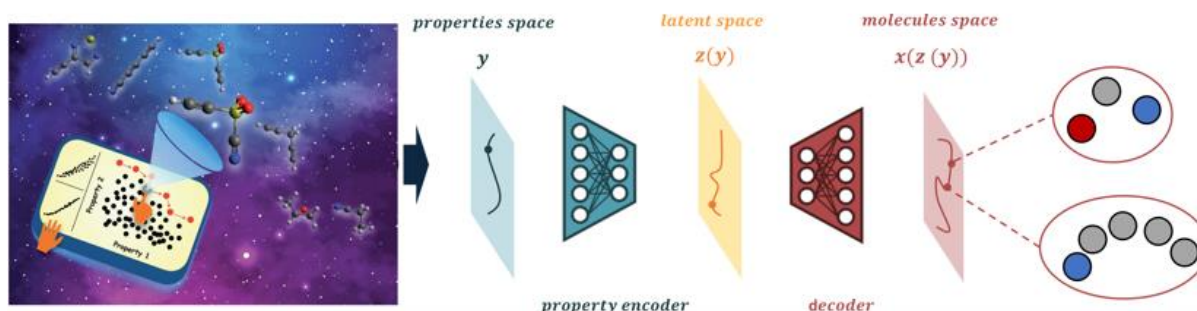 properties space
latent space
molecules space
y
z(y)
x(z (y))
Property 2
Property 1
property encoder
decoder